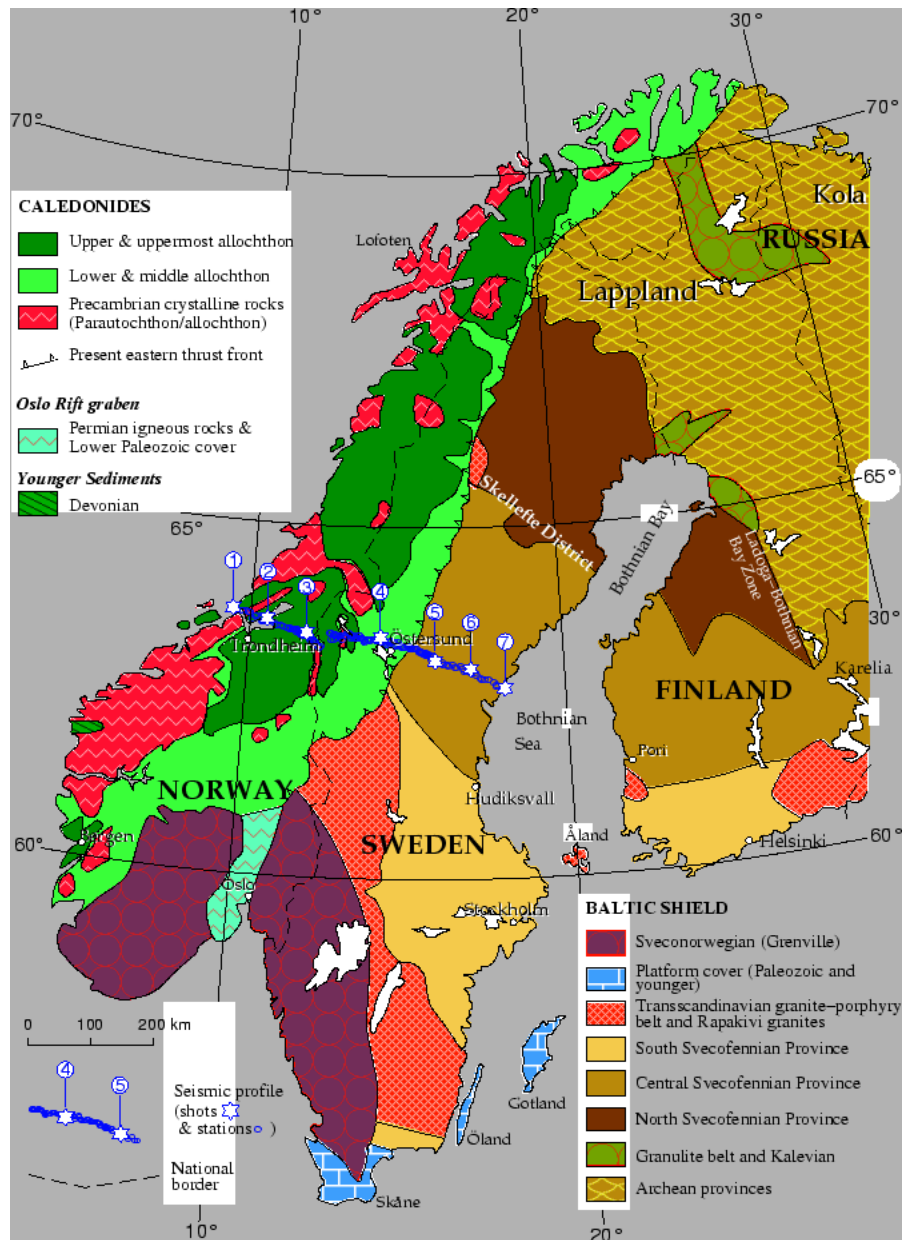 10°
20°
30°
70°
70°
CALEDONIDES
Upper & uppermost allochthon
Lower & middle allochthon
Precambrian crystalline rocks
(Parautochthon/allochthon)
Present eastern thrust front
Oslo Rift graben
Permian igneous rocks &
Lower Paleozoic cover
Younger Sediments
Devonian
Lofoten
Kola
RUSSIA
Lappland
65°
65°
Skellefte District
Bothnian Bay
Ladoga-Bothnian
Bay Zone
1
2
3
4
5
6
7
Trondheim
Östersund
30°
Karelia
FINLAND
Bothnian
Sea
Pori
NORWAY
Hudiksvall
SWEDEN
Åland
Helsinki
60°
60°
Bergen
Oslo
Stockholm
BALTIC SHIELD
Sveconorwegian (Grenville)
Platform cover (Paleozoic and
younger)
Transscandinavian granite-porphyry
belt and Rapakivi granites
South Svecofennian Province
Central Svecofennian Province
North Svecofennian Province
Granulite belt and Kalevian
Archean provinces
0 100 200 km
4
5
Seismic profile
(shots
& stations )
National
border
Gotland
Öland
Skåne
10°
20°